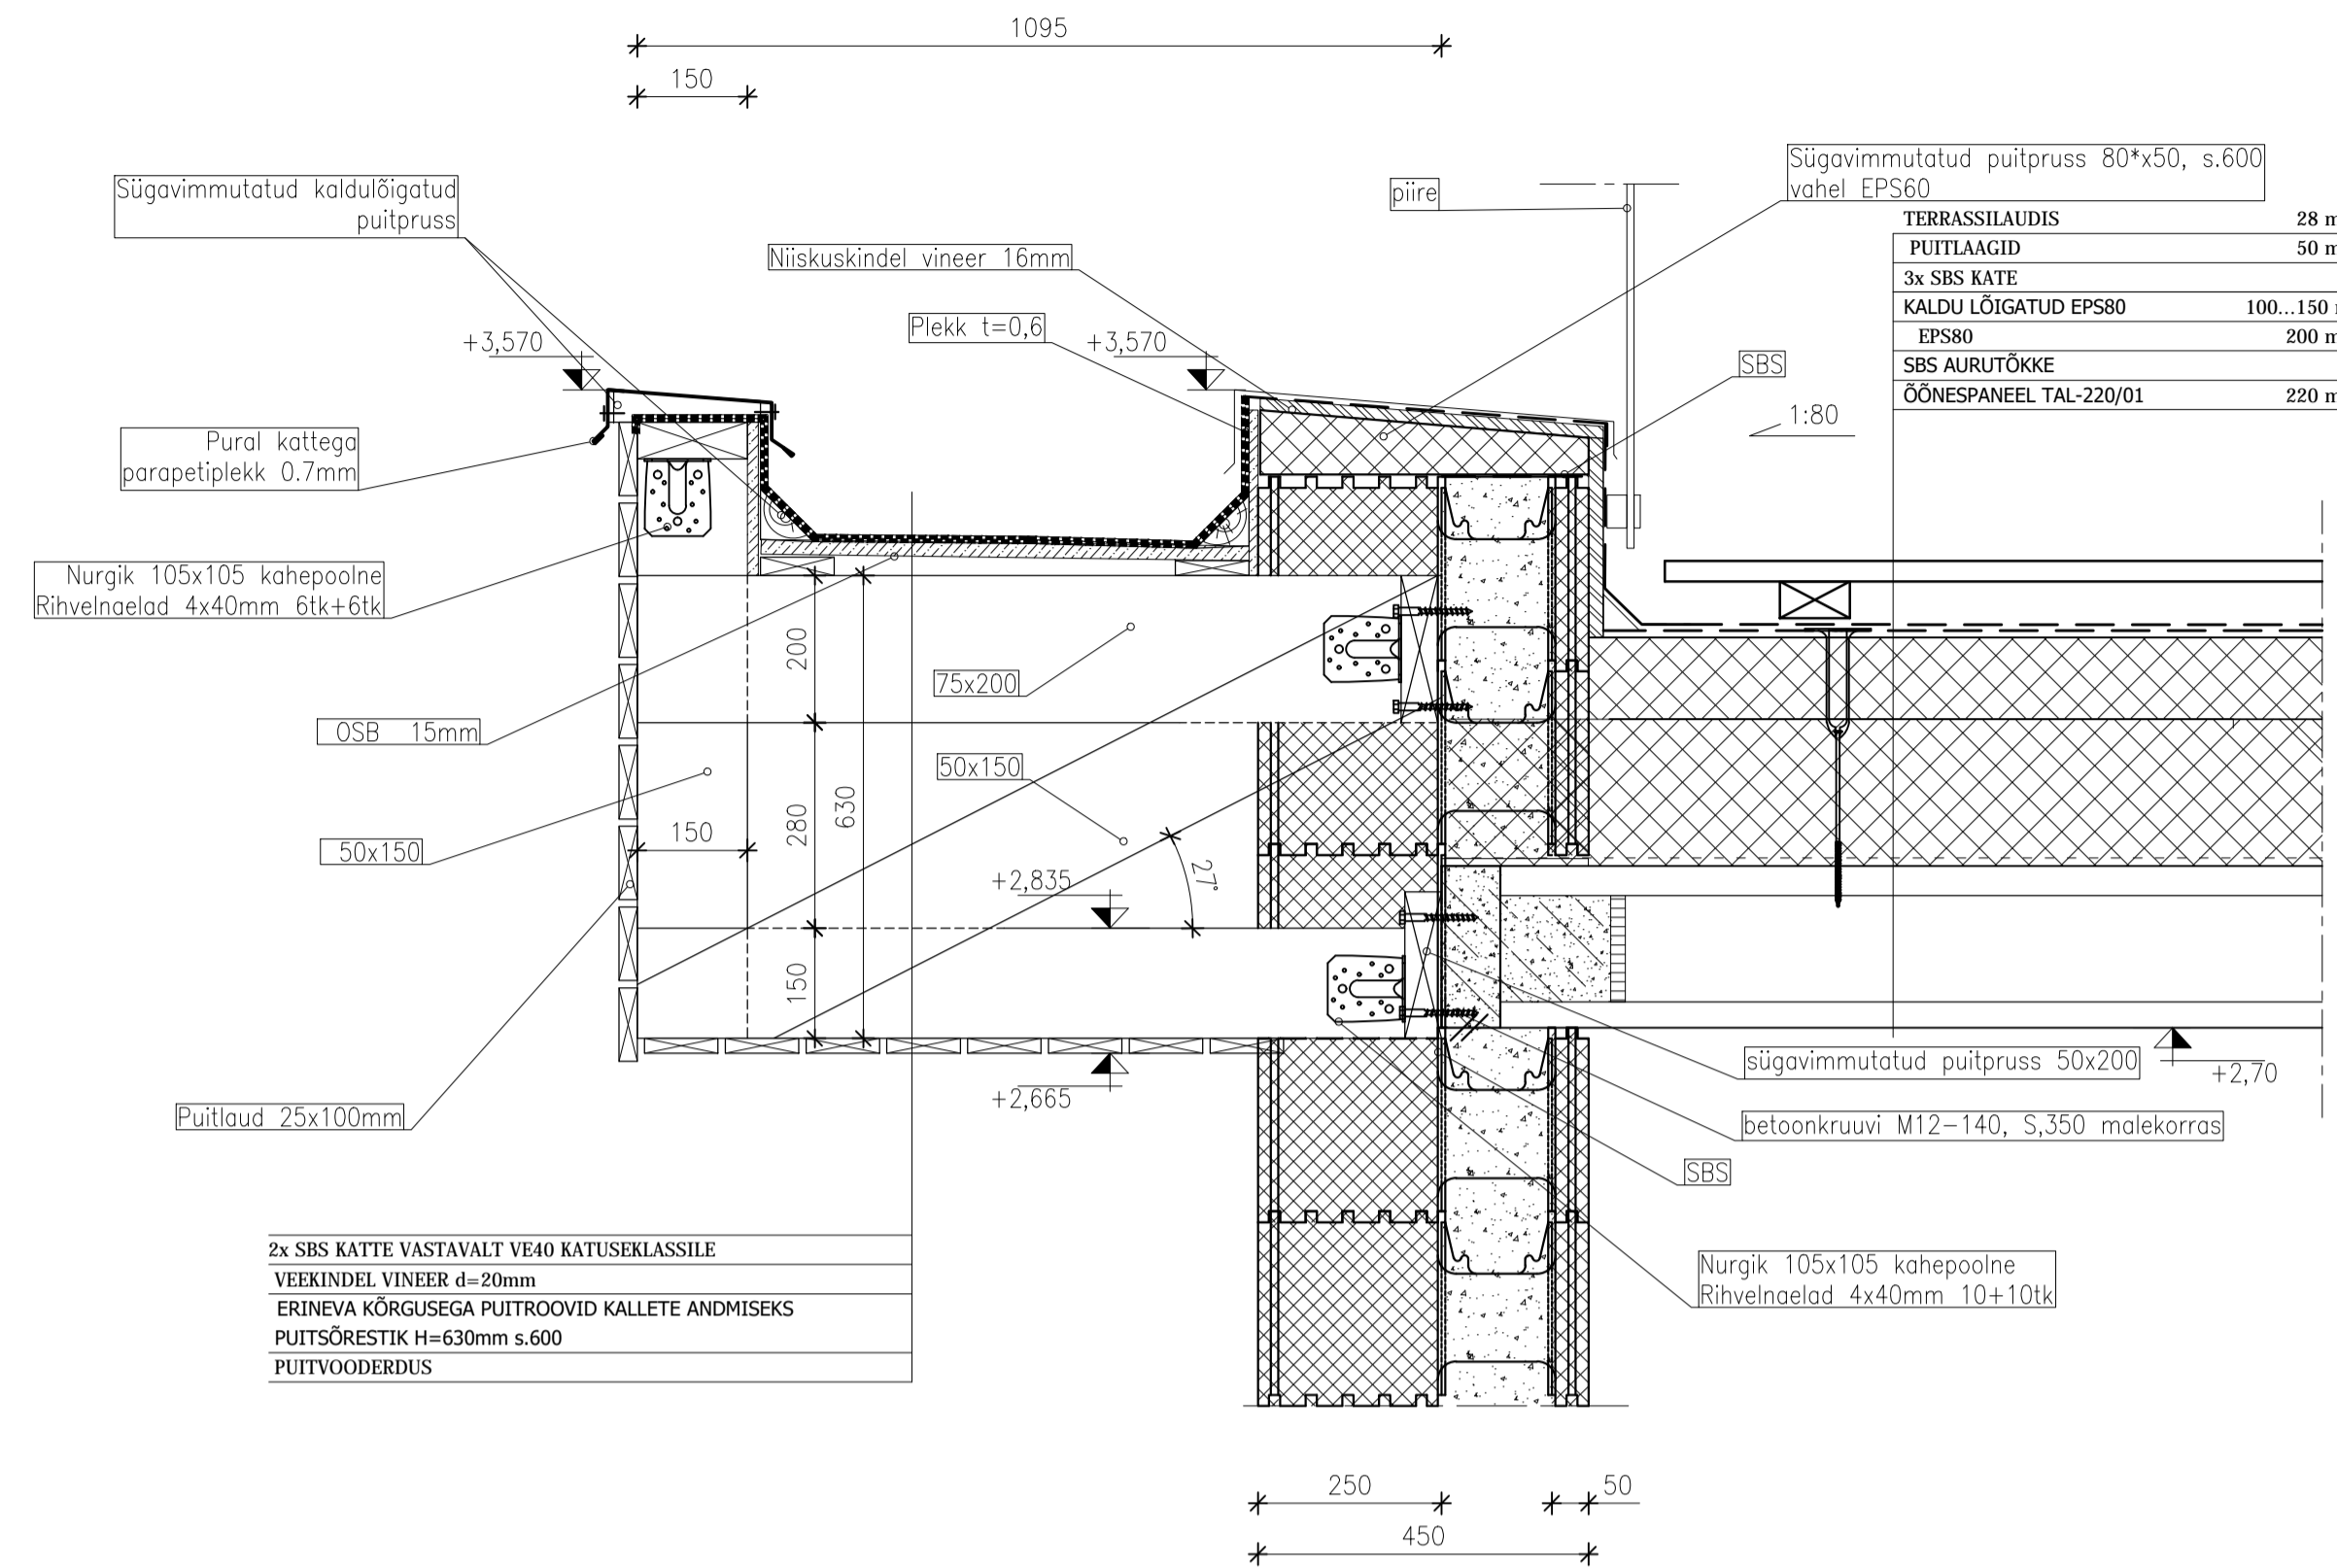 1095
150
Sügavimmutatud kaldulõigatud
puitpruss
piire
Sügavimmutatud puitpruss 80*x50, s.600
vahel EPS60
TERRASSILAUDIS 28 m
PUITLAAGID 50 m
3x SBS KATE
KALDU LÕIGATUD EPS80 100...150
EPS80 200 m
SBS AURUTÕKKE
ÕÕNESPANEEL TAL-220/01 220 m
Niiskuskindel vineer 16mm
Plekk t=0,6
+3,570
+3,570
SBS
1:80
Pural kattega
parapetiplekk 0.7mm
Nurgik 105x105 kahepoolne
Rihvelnaelad 4x40mm 6tk+6tk
200
75x200
OSB 15mm
50x150
280
630
150
50x150
27°
+2,835
150
sügavimmutatud puitpruss 50x200
+2,70
+2,665
Puitlaud 25x100mm
betoonkruuvi M12-140, S,350 malekorras
SBS
2x SBS KATTE VASTAVALT VE40 KATUSEKLASSILE
VEEKINDEL VINEER d=20mm
ERINEVA KÕRGUSEGA PUITROOVID KALLETE ANDMISEKS
PUITSÕRESTIK H=630mm s.600
PUITVOODERDUS
Nurgik 105x105 kahepoolne
Rihvelnaelad 4x40mm 10+10tk
250
50
450